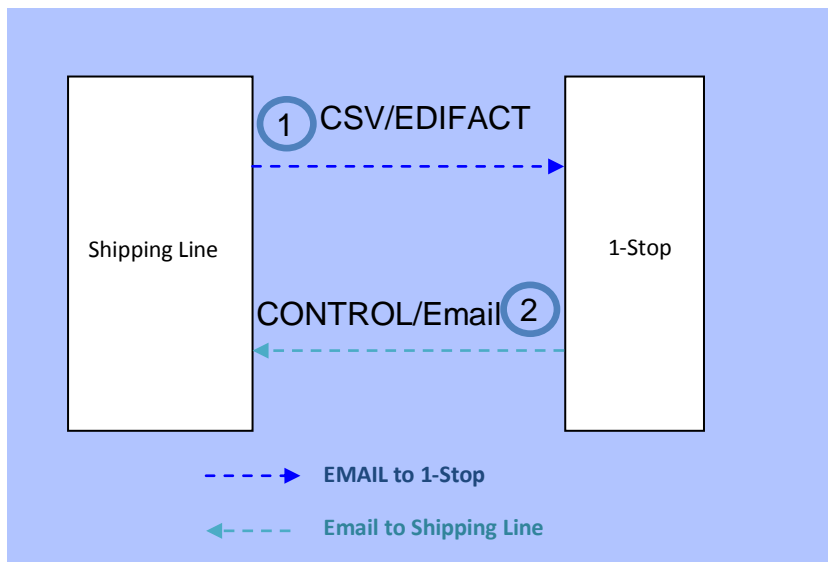 1 CSV/EDIFACT
Shipping Line
1-Stop
CONTROL/Email 2
EMAIL to 1-Stop
Email to Shipping Line